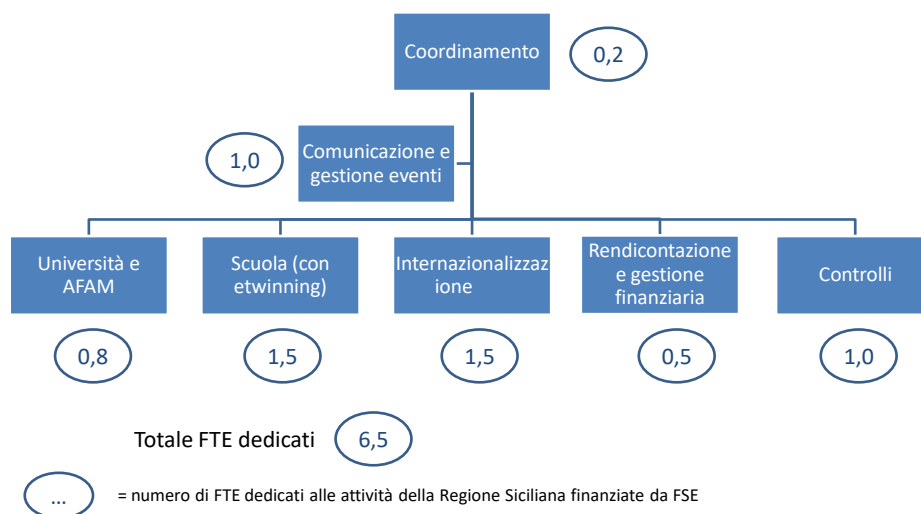 Coordinamento
0,2
1,0
Comunicazione e
gestione eventi
Università e
AFAM
Scuola (con
etwinning)
Internazionalizzaz
ione
Rendicontazione
e gestione
finanziaria
Controlli
0,8
1,5
1,5
0,5
1,0
Totale FTE dedicati
6,5
...
= numero di FTE dedicati alle attività della Regione Siciliana finanziate da FSE